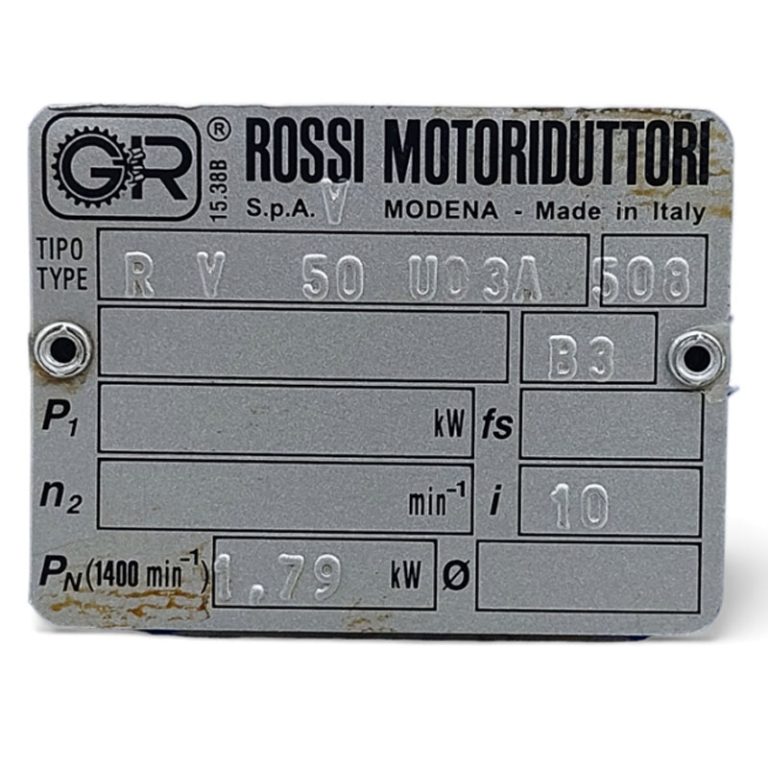 GR ® ROSSI MOTORIDUTTORI
15.38B
S.p.A. V MODENA - Made in Italy
TIPO
TYPE R V 50 UO3A 508
B3
P1 kW fs
n2 min⁻¹ i 10
PN (1400 min⁻¹) 1,79 kW Ø